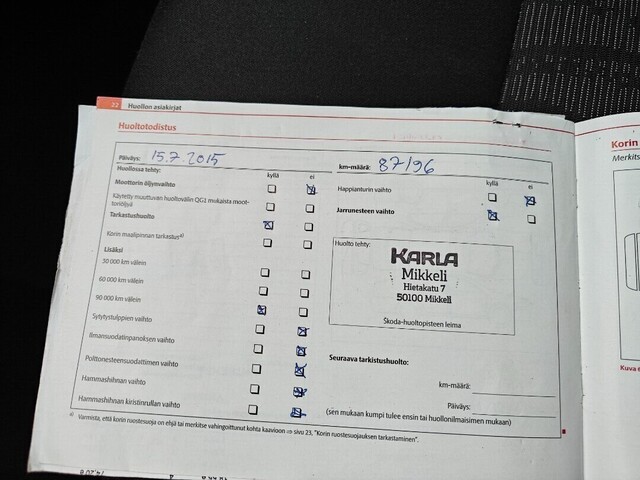 22 Huollon asiakirjat
Huoltotodistus
Päiväys: 15.7.2015
km-määrä: 87196
Huollossa tehty:
kyllä ei
Moottorin öljynvaihto
Käytetty muuttuvan huoltovälin QG1 mukaista moot-
toriöljyä
Tarkastushuolto
Korin maalipinnan tarkastus a)
Lisäksi
30 000 km välein
60 000 km välein
90 000 km välein
Sytytystulppien vaihto
Ilmansuodatinpanoksen vaihto
Polttonesteensuodattimen vaihto
Hammashihnan vaihto
Hammashihnan kiristinrullan vaihto
kyllä ei
Happianturin vaihto
Jarrunesteen vaihto
Huolto tehty:
KARLA
Mikkeli
Hietakatu 7
50100 Mikkeli
Škoda-huoltopisteen leima
Seuraava tarkistushuolto:
km-määrä:
Päiväys:
(sen mukaan kumpi tulee ensin tai huollonilmaisimen mukaan)
a) Varmista, että korin ruostesuoja on ehjä tai merkitse vahingoittunut kohta kaavioon ⇒ sivu 23, "Korin ruostesuojauksen tarkastaminen".
Korin
Merkits
Kuva